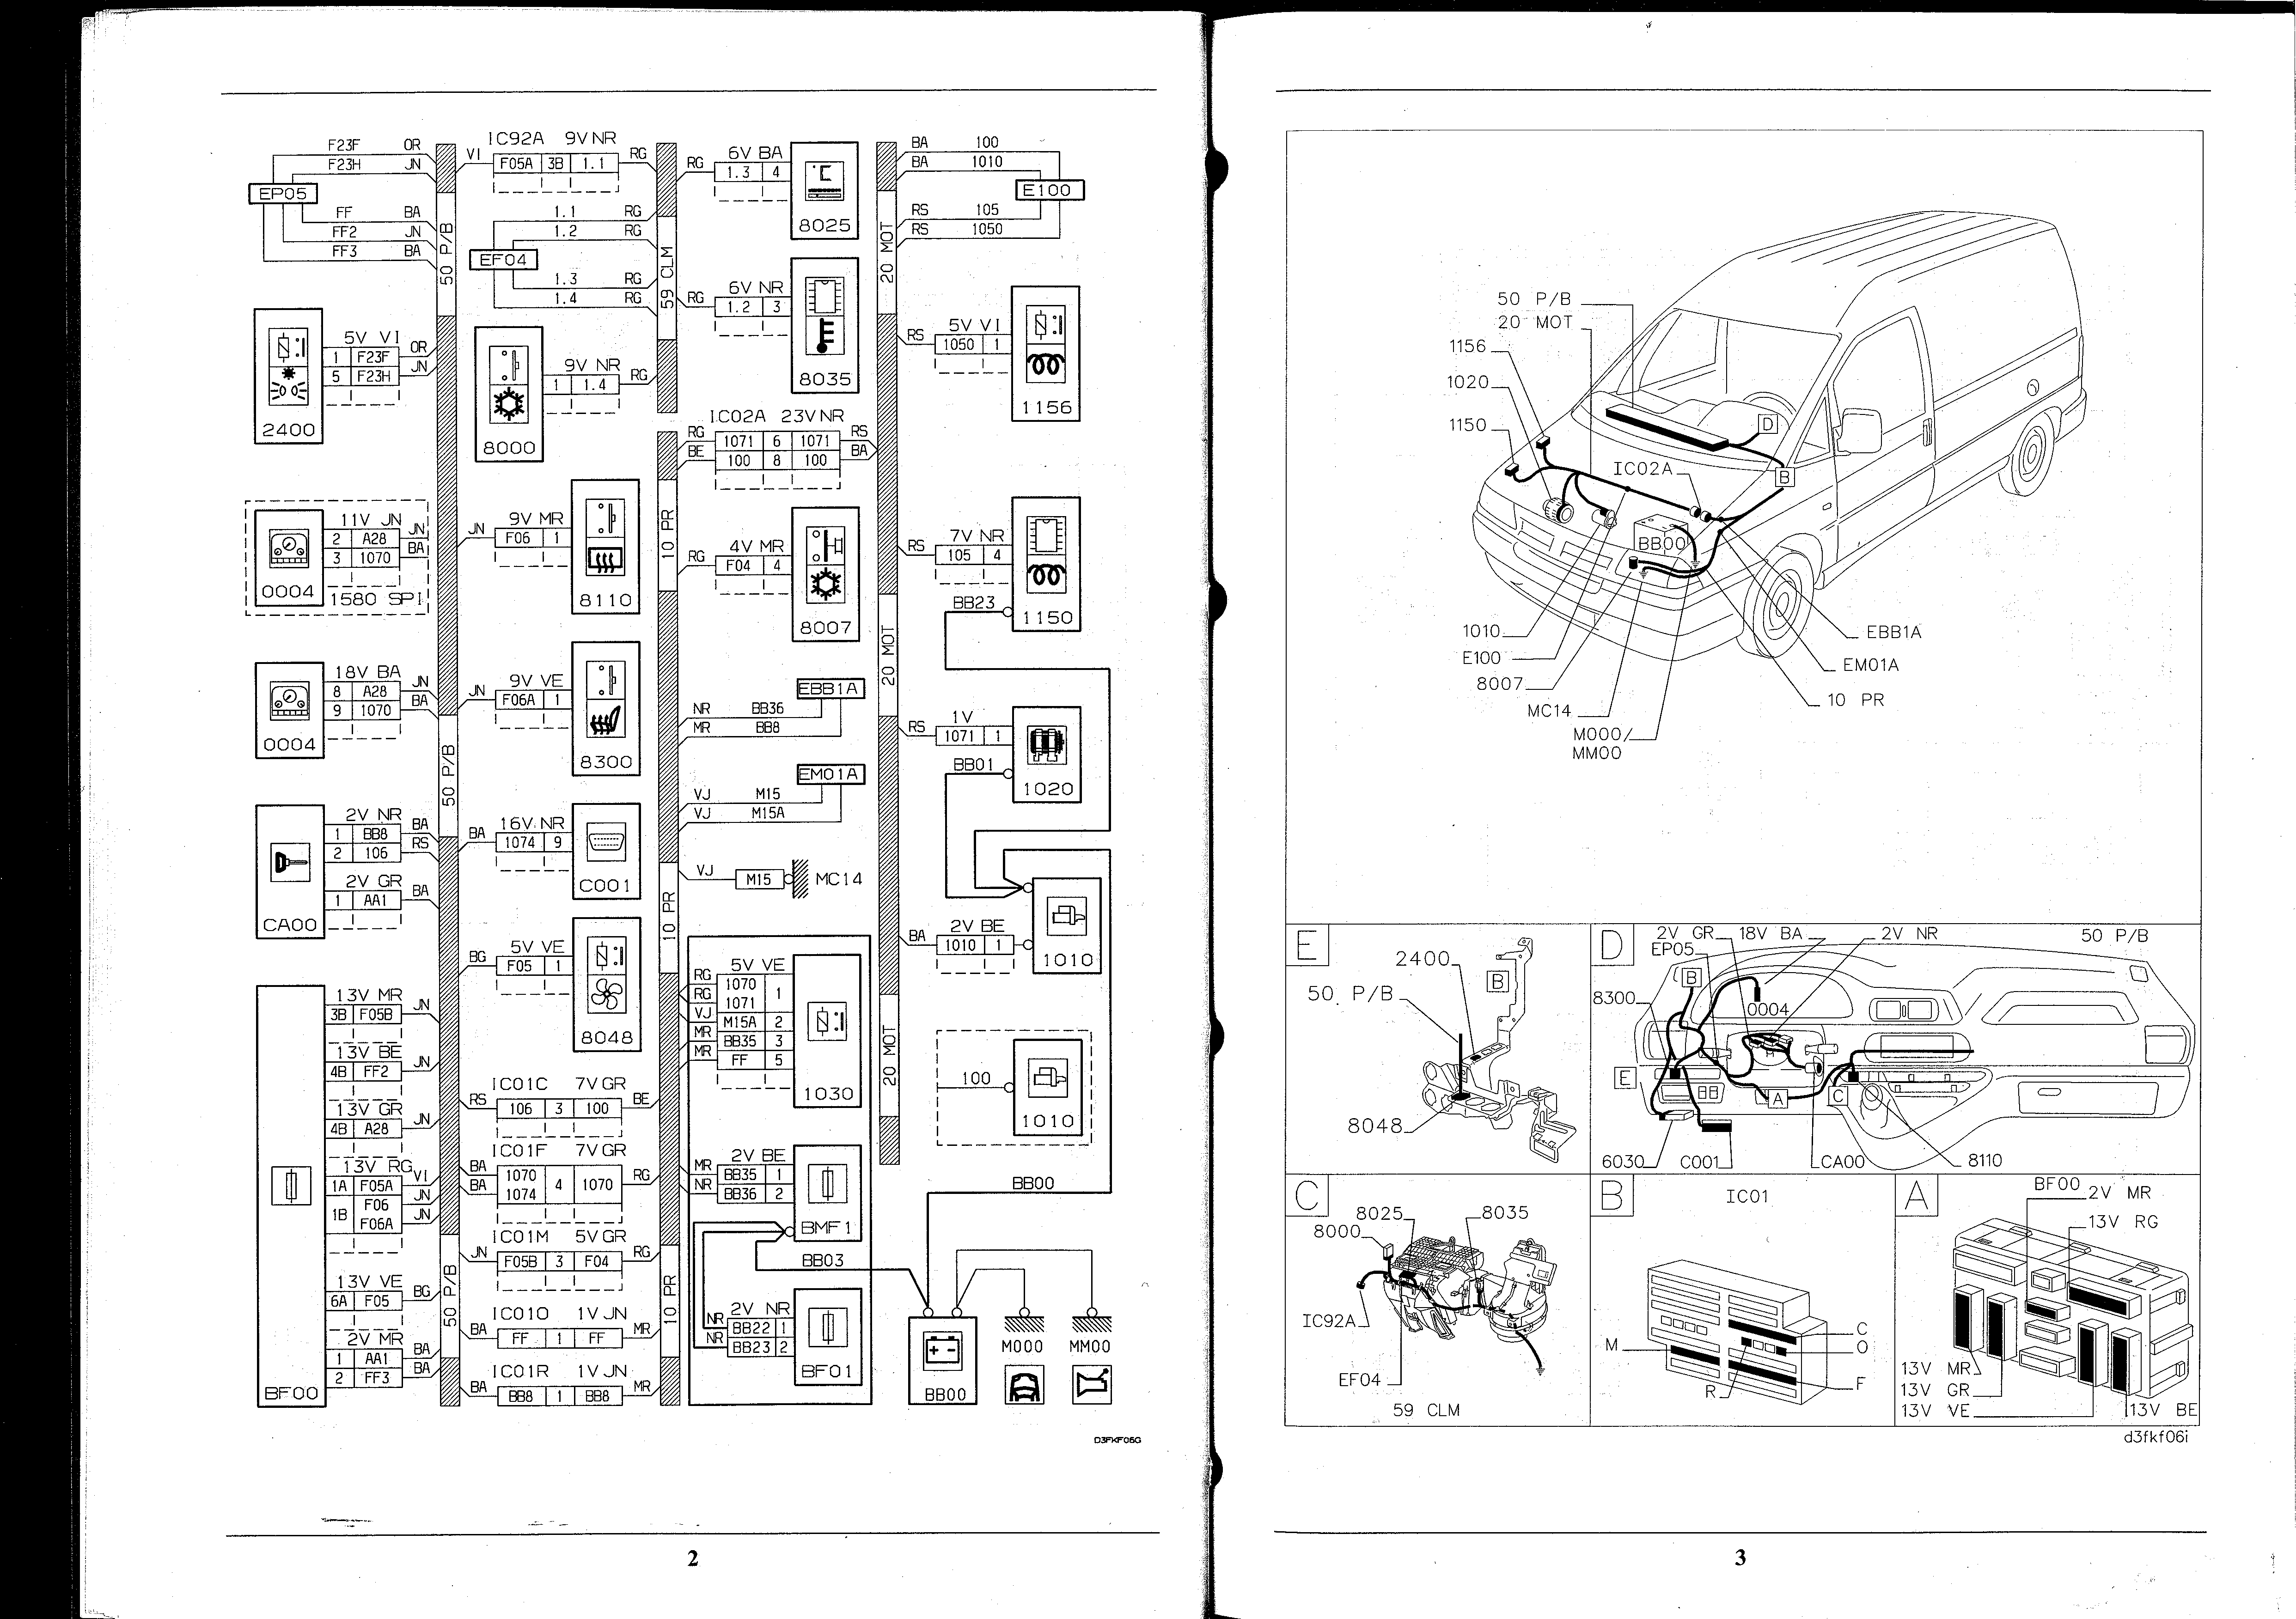 F23F OR
F23H JN
EP05
FF BA
FF2 JN
FF3 BA
50 P/B
5V VI
1 F23F OR
5 F23H JN
2400
11V JN
2 A28 JN
3 1070 BA
0004
1580 SPI
18V BA
8 A28 JN
9 1070 BA
0004
50 P/B
2V NR
1 BB8 BA
2 106 RS
2V GR
1 AA1 BA
CA00
13V MR
3B F05B JN
13V BE
4B FF2 JN
13V GR
4B A28 JN
13V RG
1A F05A VI
1B F06 JN
F06A JN
13V VE
6A F05 BG
2V MR
1 AA1 BA
2 FF3 BA
BF00
50 P/B
IC92A 9V NR
VI F05A 3B 1.1 RG
1.1 RG
1.2 RG
EF04
1.3 RG
1.4 RG
59 CLM
9V NR
1 1.4 RG
8000
9V MR
JN F06 1
8110
9V VE
JN F06A 1
8300
16V NR
BA 1074 9
C001
5V VE
BG F05 1
8048
IC01C 7V GR
RS 106 3 100 BE
IC01F 7V GR
BA 1070 4 1070 RG
BA 1074
IC01M 5V GR
JN F05B 3 F04 RG
IC01O 1V JN
BA FF 1 FF MR
IC01R 1V JN
BA BB8 1 BB8 MR
6V BA
RG 1.3 4
8025
6V NR
RG 1.2 3
8035
IC02A 23V NR
RG 1071 6 1071 RS
BE 100 8 100 BA
10 PR
4V MR
RG F04 4
8007
EBB1A
NR BB36
MR BB8
EM01A
VJ M15
VJ M15A
VJ M15 MC14
10 PR
5V VE
RG 1070 1
RG 1071
VJ M15A 2
MR BB35 3
MR FF 5
1030
2V BE
MR BB35 1
NR BB36 2
BMF1
BB03
10 PR
2V NR
NR BB22 1
NR BB23 2
BF01
BA 100
BA 1010
E100
RS 105
RS 1050
20 MOT
5V VI
RS 1050 1
1156
7V NR
RS 105 4
BB23
1150
20 MOT
1V
RS 1071 1
BB01
1020
2V BE
BA 1010 1
1010
20 MOT
100
1010
BB00
BB00
M000
MM00
D3FKF06G
2
50 P/B
20 MOT
1156
1020
1150
IC02A
D
B
BB00
1010
E100
8007
MC14
M000/
MM00
EBB1A
EM01A
10 PR
E
2400
B
50 P/B
8048
D
2V GR 18V BA 2V NR 50 P/B
EP05
B
8300
0004
E
A
C
6030 C001 CA00 8110
C
8025 8035
8000
IC92A
EF04
59 CLM
B
IC01
C
O
M
R
F
A
BF00
2V MR
13V RG
13V MR
13V GR
13V VE
13V BE
d3fkf06i
3